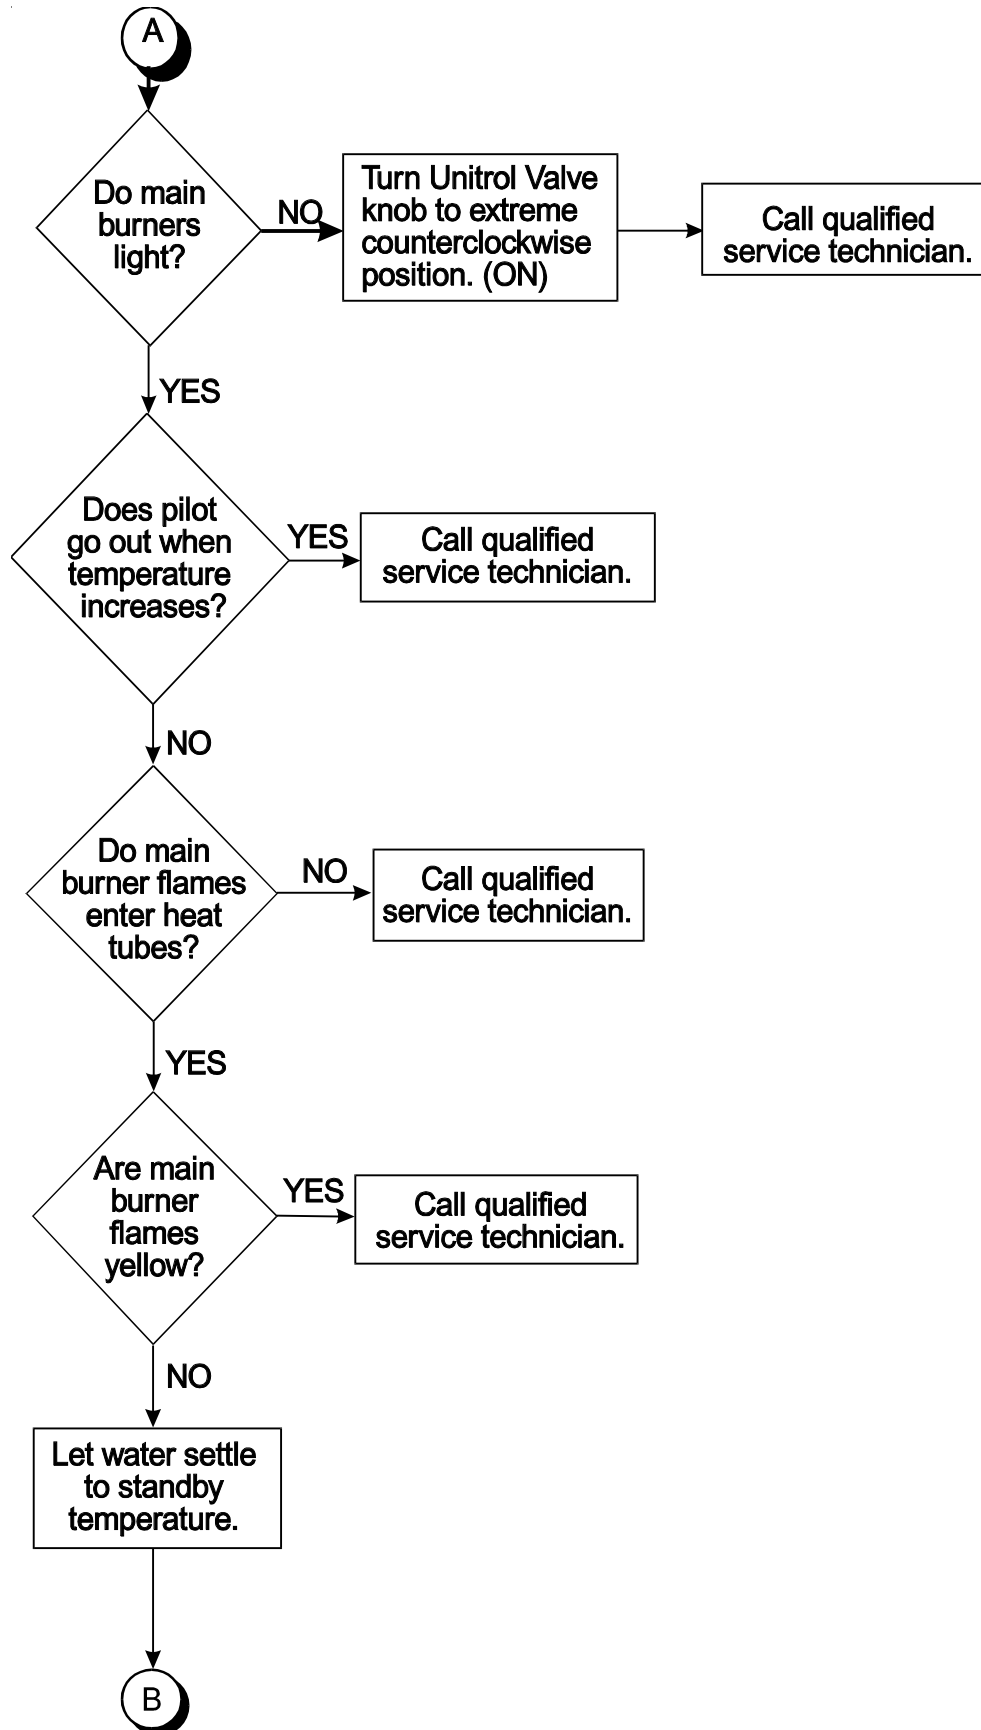 A
Do main
burners
light?
NO
Turn Unitrol Valve
knob to extreme
counterclockwise
position. (ON)
Call qualified
service technician.
YES
Does pilot
go out when
temperature
increases?
YES
Call qualified
service technician.
NO
Do main
burner flames
enter heat
tubes?
NO
Call qualified
service technician.
YES
Are main
burner
flames
yellow?
YES
Call qualified
service technician.
NO
Let water settle
to standby
temperature.
B